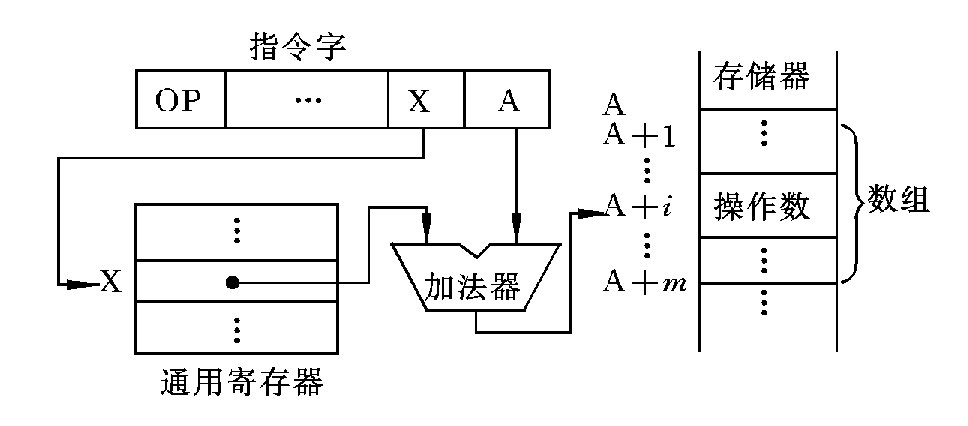 指令字
OP ··· X A
存储器
A
A+1
⋮
⋮
A+i
操作数
数组
⋮
⋮
A+m
⋮
⋮
X
加法器
⋮
通用寄存器